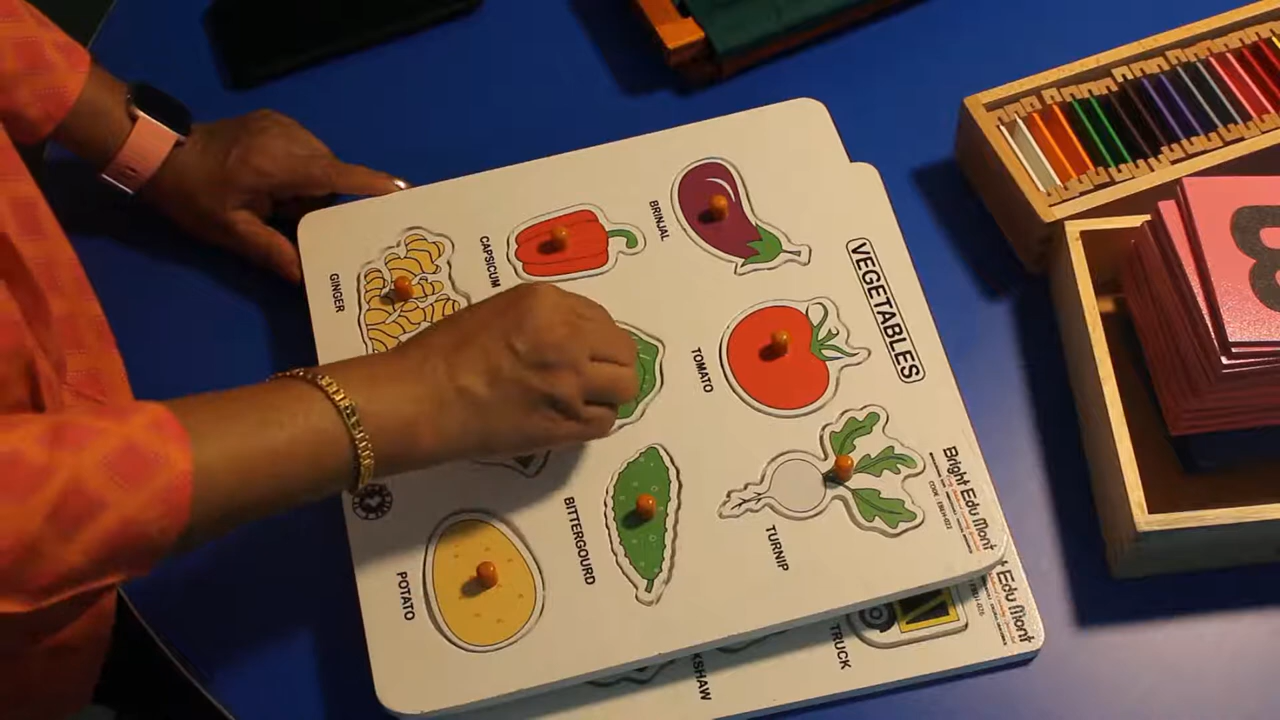 VEGETABLES
BRINJAL
CAPSICUM
GINGER
TOMATO
TURNIP
BITTERGOURD
POTATO
Bright Edu Mont
TRUCK
KSHAW
Edu Mont